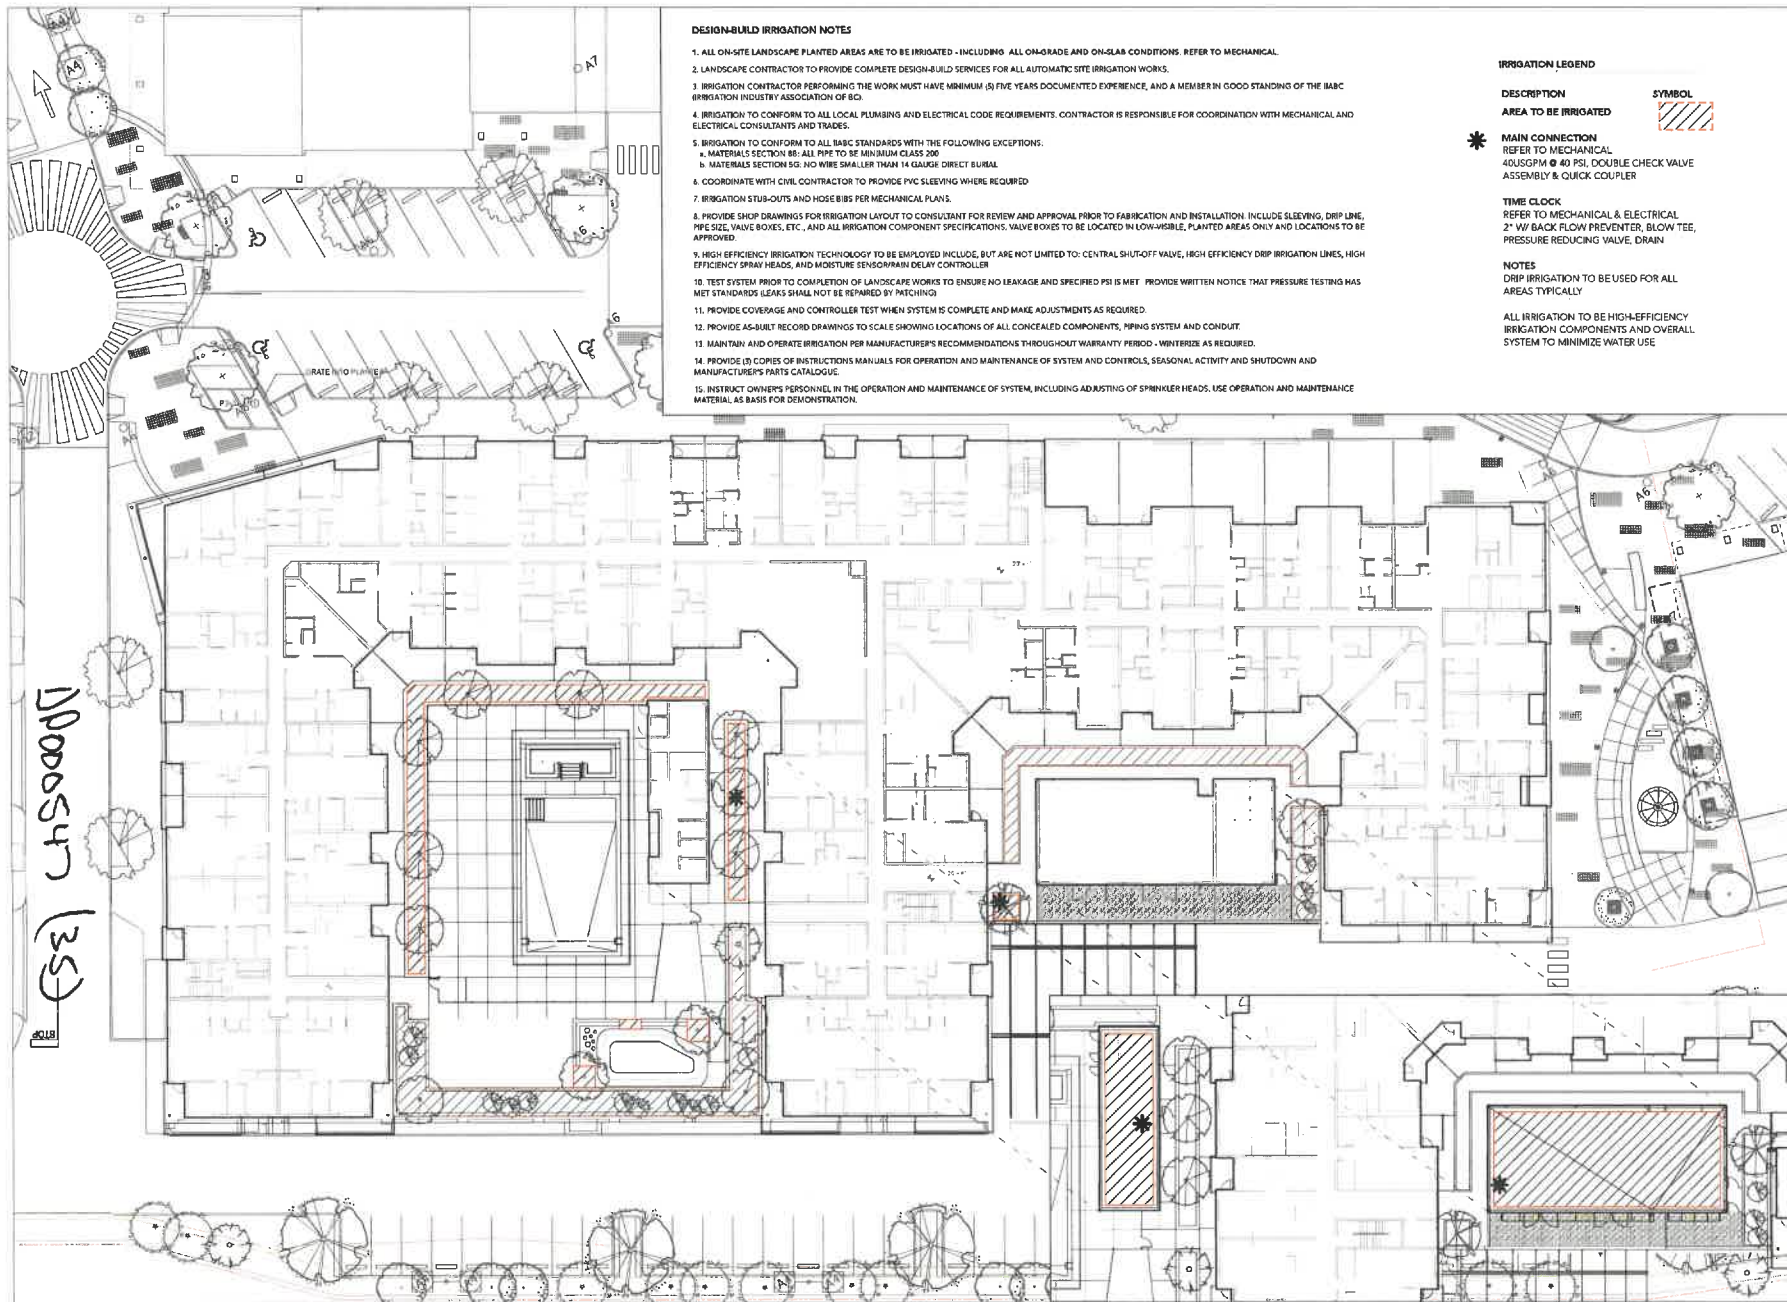 DESIGN-BUILD IRRIGATION NOTES
1. ALL ON-SITE LANDSCAPE PLANTED AREAS ARE TO BE IRRIGATED - INCLUDING ALL ON-GRADE AND ON-SLAB CONDITIONS. REFER TO MECHANICAL.
2. LANDSCAPE CONTRACTOR TO PROVIDE COMPLETE DESIGN-BUILD SERVICES FOR ALL AUTOMATIC SITE IRRIGATION WORKS.
3. IRRIGATION CONTRACTOR PERFORMING THE WORK MUST HAVE MINIMUM (5) FIVE YEARS DOCUMENTED EXPERIENCE, AND A MEMBER IN GOOD STANDING OF THE IIABC
(IRRIGATION INDUSTRY ASSOCIATION OF BC).
4. IRRIGATION TO CONFORM TO ALL LOCAL PLUMBING AND ELECTRICAL CODE REQUIREMENTS. CONTRACTOR IS RESPONSIBLE FOR COORDINATION WITH MECHANICAL AND
ELECTRICAL CONSULTANTS AND TRADES.
5. IRRIGATION TO CONFORM TO ALL IIABC STANDARDS WITH THE FOLLOWING EXCEPTIONS:
a. MATERIALS SECTION 8B: ALL PIPE TO BE MINIMUM CLASS 200
b. MATERIALS SECTION 5G: NO WIRE SMALLER THAN 14 GAUGE DIRECT BURIAL
6. COORDINATE WITH CIVIL CONTRACTOR TO PROVIDE PVC SLEEVING WHERE REQUIRED
7. IRRIGATION STUB-OUTS AND HOSE BIBS PER MECHANICAL PLANS.
8. PROVIDE SHOP DRAWINGS FOR IRRIGATION LAYOUT TO CONSULTANT FOR REVIEW AND APPROVAL PRIOR TO FABRICATION AND INSTALLATION. INCLUDE SLEEVING, DRIP LINE,
PIPE SIZE, VALVE BOXES, ETC., AND ALL IRRIGATION COMPONENT SPECIFICATIONS. VALVE BOXES TO BE LOCATED IN LOW-VISIBLE, PLANTED AREAS ONLY AND LOCATIONS TO BE
APPROVED.
9. HIGH EFFICIENCY IRRIGATION TECHNOLOGY TO BE EMPLOYED INCLUDE, BUT ARE NOT LIMITED TO: CENTRAL SHUT-OFF VALVE, HIGH EFFICIENCY DRIP IRRIGATION LINES, HIGH
EFFICIENCY SPRAY HEADS, AND MOISTURE SENSOR/RAIN DELAY CONTROLLER
10. TEST SYSTEM PRIOR TO COMPLETION OF LANDSCAPE WORKS TO ENSURE NO LEAKAGE AND SPECIFIED PSI IS MET. PROVIDE WRITTEN NOTICE THAT PRESSURE TESTING HAS
MET STANDARDS (LEAKS SHALL NOT BE REPAIRED BY PATCHING)
11. PROVIDE COVERAGE AND CONTROLLER TEST WHEN SYSTEM IS COMPLETE AND MAKE ADJUSTMENTS AS REQUIRED.
12. PROVIDE AS-BUILT RECORD DRAWINGS TO SCALE SHOWING LOCATIONS OF ALL CONCEALED COMPONENTS, PIPING SYSTEM AND CONDUIT.
13. MAINTAIN AND OPERATE IRRIGATION PER MANUFACTURER'S RECOMMENDATIONS THROUGHOUT WARRANTY PERIOD - WINTERIZE AS REQUIRED.
14. PROVIDE (3) COPIES OF INSTRUCTIONS MANUALS FOR OPERATION AND MAINTENANCE OF SYSTEM AND CONTROLS, SEASONAL ACTIVITY AND SHUTDOWN AND
MANUFACTURER'S PARTS CATALOGUE.
15. INSTRUCT OWNER'S PERSONNEL IN THE OPERATION AND MAINTENANCE OF SYSTEM, INCLUDING ADJUSTING OF SPRINKLER HEADS. USE OPERATION AND MAINTENANCE
MATERIAL AS BASIS FOR DEMONSTRATION.
IRRIGATION LEGEND
DESCRIPTION SYMBOL
AREA TO BE IRRIGATED
MAIN CONNECTION
REFER TO MECHANICAL
40USGPM @ 40 PSI, DOUBLE CHECK VALVE
ASSEMBLY & QUICK COUPLER
TIME CLOCK
REFER TO MECHANICAL & ELECTRICAL
2" W/ BACK FLOW PREVENTER, BLOW TEE,
PRESSURE REDUCING VALVE, DRAIN
NOTES
DRIP IRRIGATION TO BE USED FOR ALL
AREAS TYPICALLY
ALL IRRIGATION TO BE HIGH-EFFICIENCY
IRRIGATION COMPONENTS AND OVERALL
SYSTEM TO MINIMIZE WATER USE
A4
A7
A6
A6
STOP